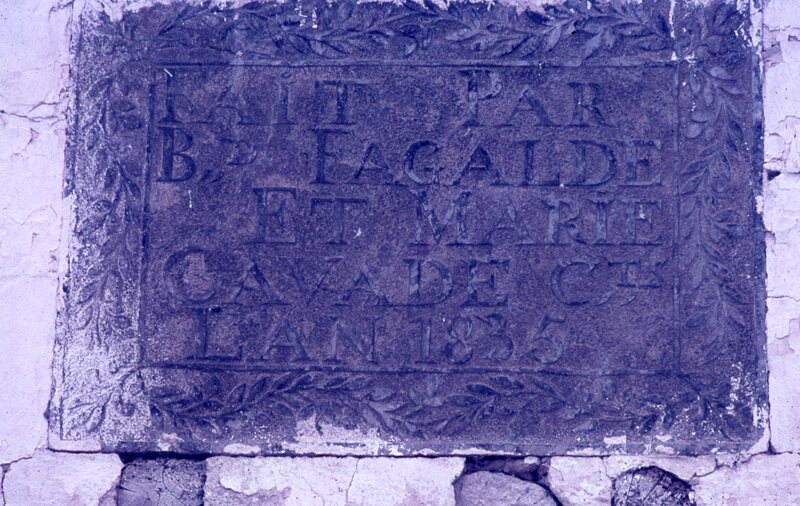 FAIT PAR
BD FAGALDE
ET MARIE
CAVADE CTS
LAN 1835